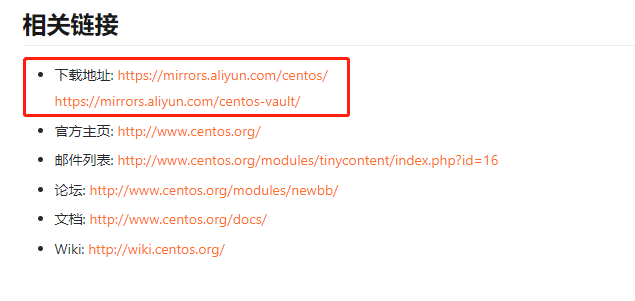 相关链接
下载地址: https://mirrors.aliyun.com/centos/
https://mirrors.aliyun.com/centos-vault/
官方主页: http://www.centos.org/
邮件列表: http://www.centos.org/modules/tinycontent/index.php?id=16
论坛: http://www.centos.org/modules/newbb/
文档: http://www.centos.org/docs/
Wiki: http://wiki.centos.org/